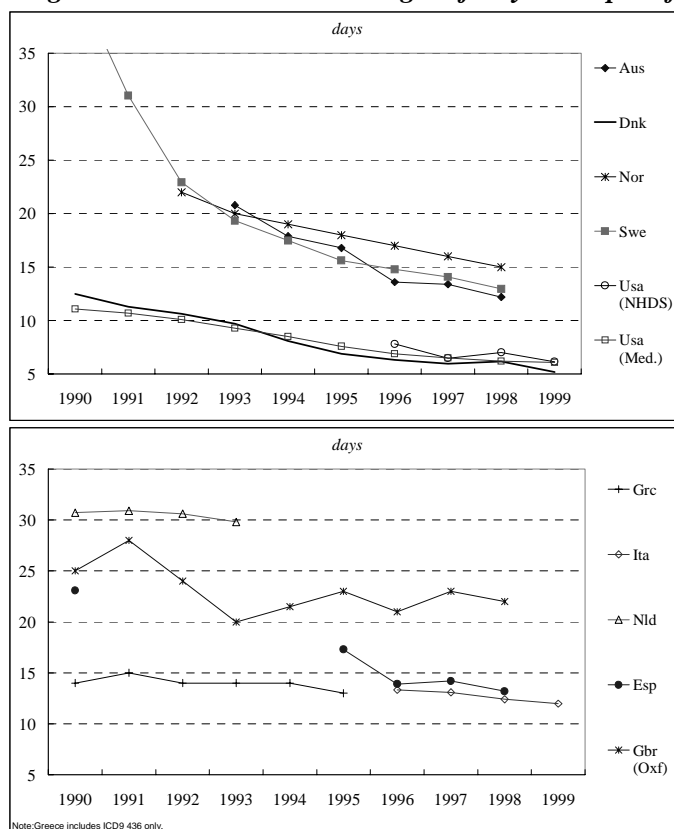 days
35
30
25
20
15
10
5
1990 1991 1992 1993 1994 1995 1996 1997 1998 1999
Aus
Dnk
Nor
Swe
Usa
(NHDS)
Usa
(Med.)
days
35
30
25
20
15
10
5
1990 1991 1992 1993 1994 1995 1996 1997 1998 1999
Grc
Ita
Nld
Esp
Gbr
(Oxf)
Note:Greece includes ICD9 436 only.